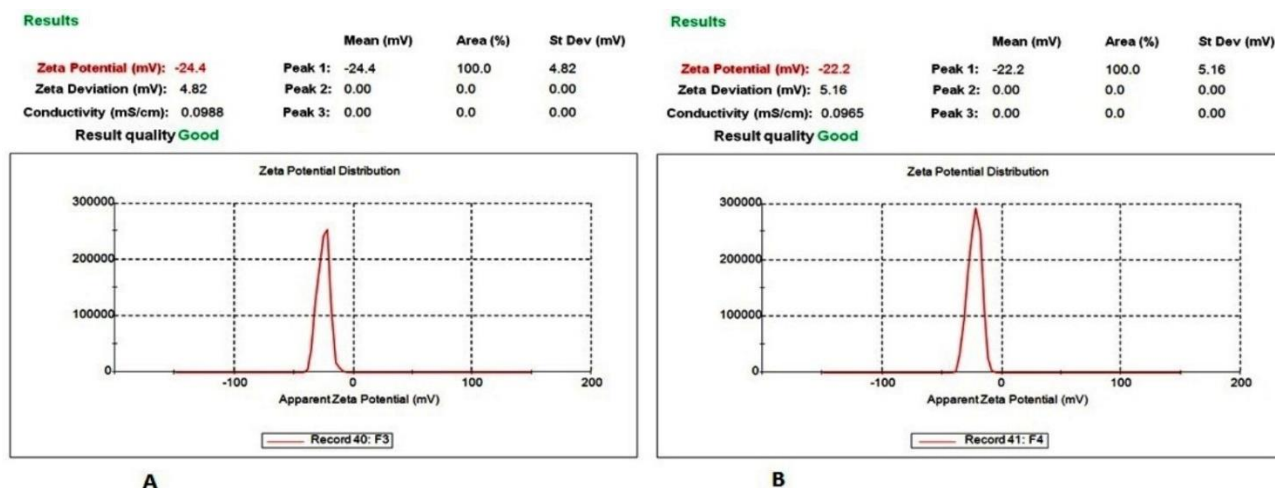 Results
Mean (mV) Area (%) St Dev (mV)
Zeta Potential (mV): -24.4 Peak 1: -24.4 100.0 4.82
Zeta Deviation (mV): 4.82 Peak 2: 0.00 0.0 0.00
Conductivity (mS/cm): 0.0988 Peak 3: 0.00 0.0 0.00
Result quality Good
Zeta Potential Distribution
300000
200000
100000
0
-100 0 100 200
Apparent Zeta Potential (mV)
Record 40: F3
A
Results
Mean (mV) Area (%) St Dev (mV)
Zeta Potential (mV): -22.2 Peak 1: -22.2 100.0 5.16
Zeta Deviation (mV): 5.16 Peak 2: 0.00 0.0 0.00
Conductivity (mS/cm): 0.0965 Peak 3: 0.00 0.0 0.00
Result quality Good
Zeta Potential Distribution
300000
200000
100000
0
-100 0 100 200
Apparent Zeta Potential (mV)
Record 41: F4
B